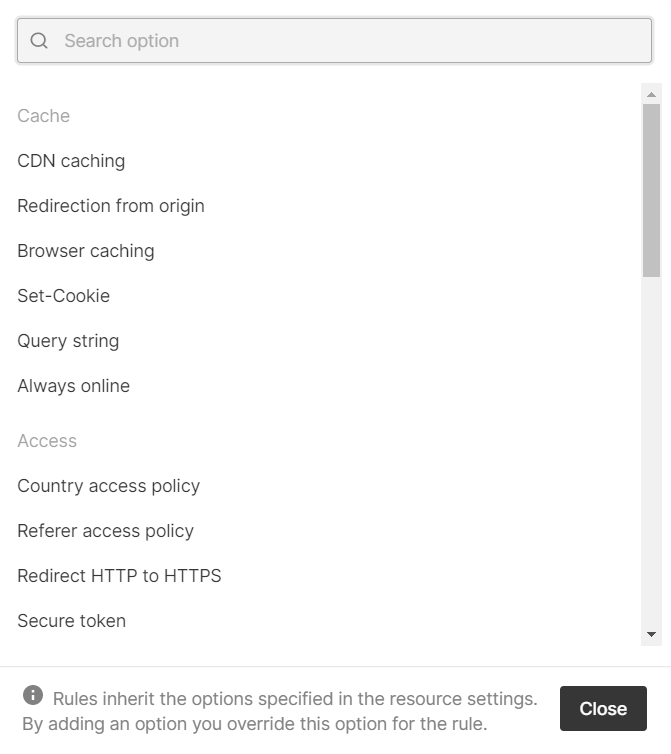 Search option
Cache
CDN caching
Redirection from origin
Browser caching
Set-Cookie
Query string
Always online
Access
Country access policy
Referer access policy
Redirect HTTP to HTTPS
Secure token
Rules inherit the options specified in the resource settings.
By adding an option you override this option for the rule.
Close